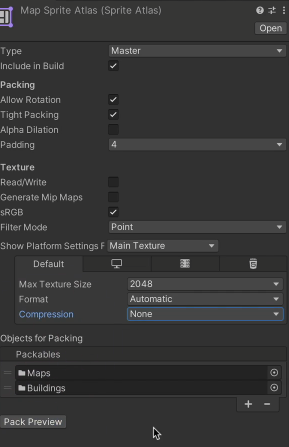 Map Sprite Atlas (Sprite Atlas)
Open
Type Master
Include in Build
Packing
Allow Rotation
Tight Packing
Alpha Dilation
Padding 4
Texture
Read/Write
Generate Mip Maps
sRGB
Filter Mode Point
Show Platform Settings F Main Texture
Default
Max Texture Size 2048
Format Automatic
Compression None
Objects for Packing
Packables
Maps
Buildings
Pack Preview